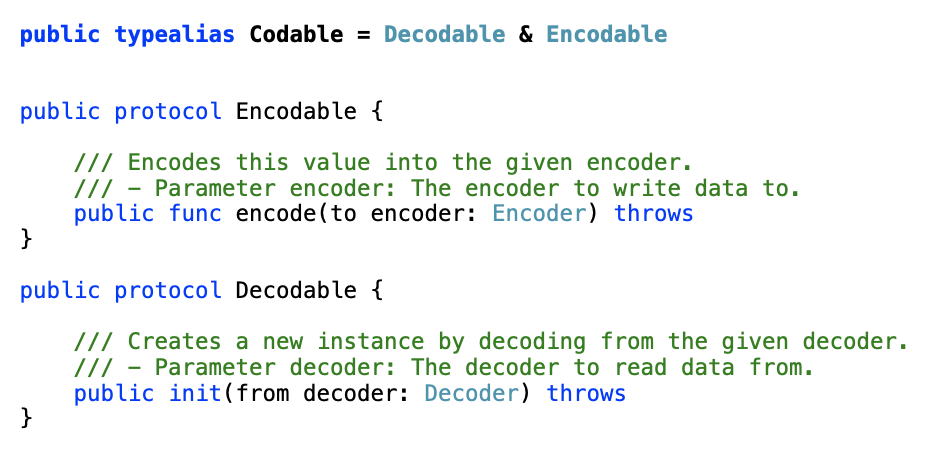 public typealias Codable = Decodable & Encodable
public protocol Encodable {
/// Encodes this value into the given encoder.
/// – Parameter encoder: The encoder to write data to.
public func encode(to encoder: Encoder) throws
}
public protocol Decodable {
/// Creates a new instance by decoding from the given decoder.
/// – Parameter decoder: The decoder to read data from.
public init(from decoder: Decoder) throws
}